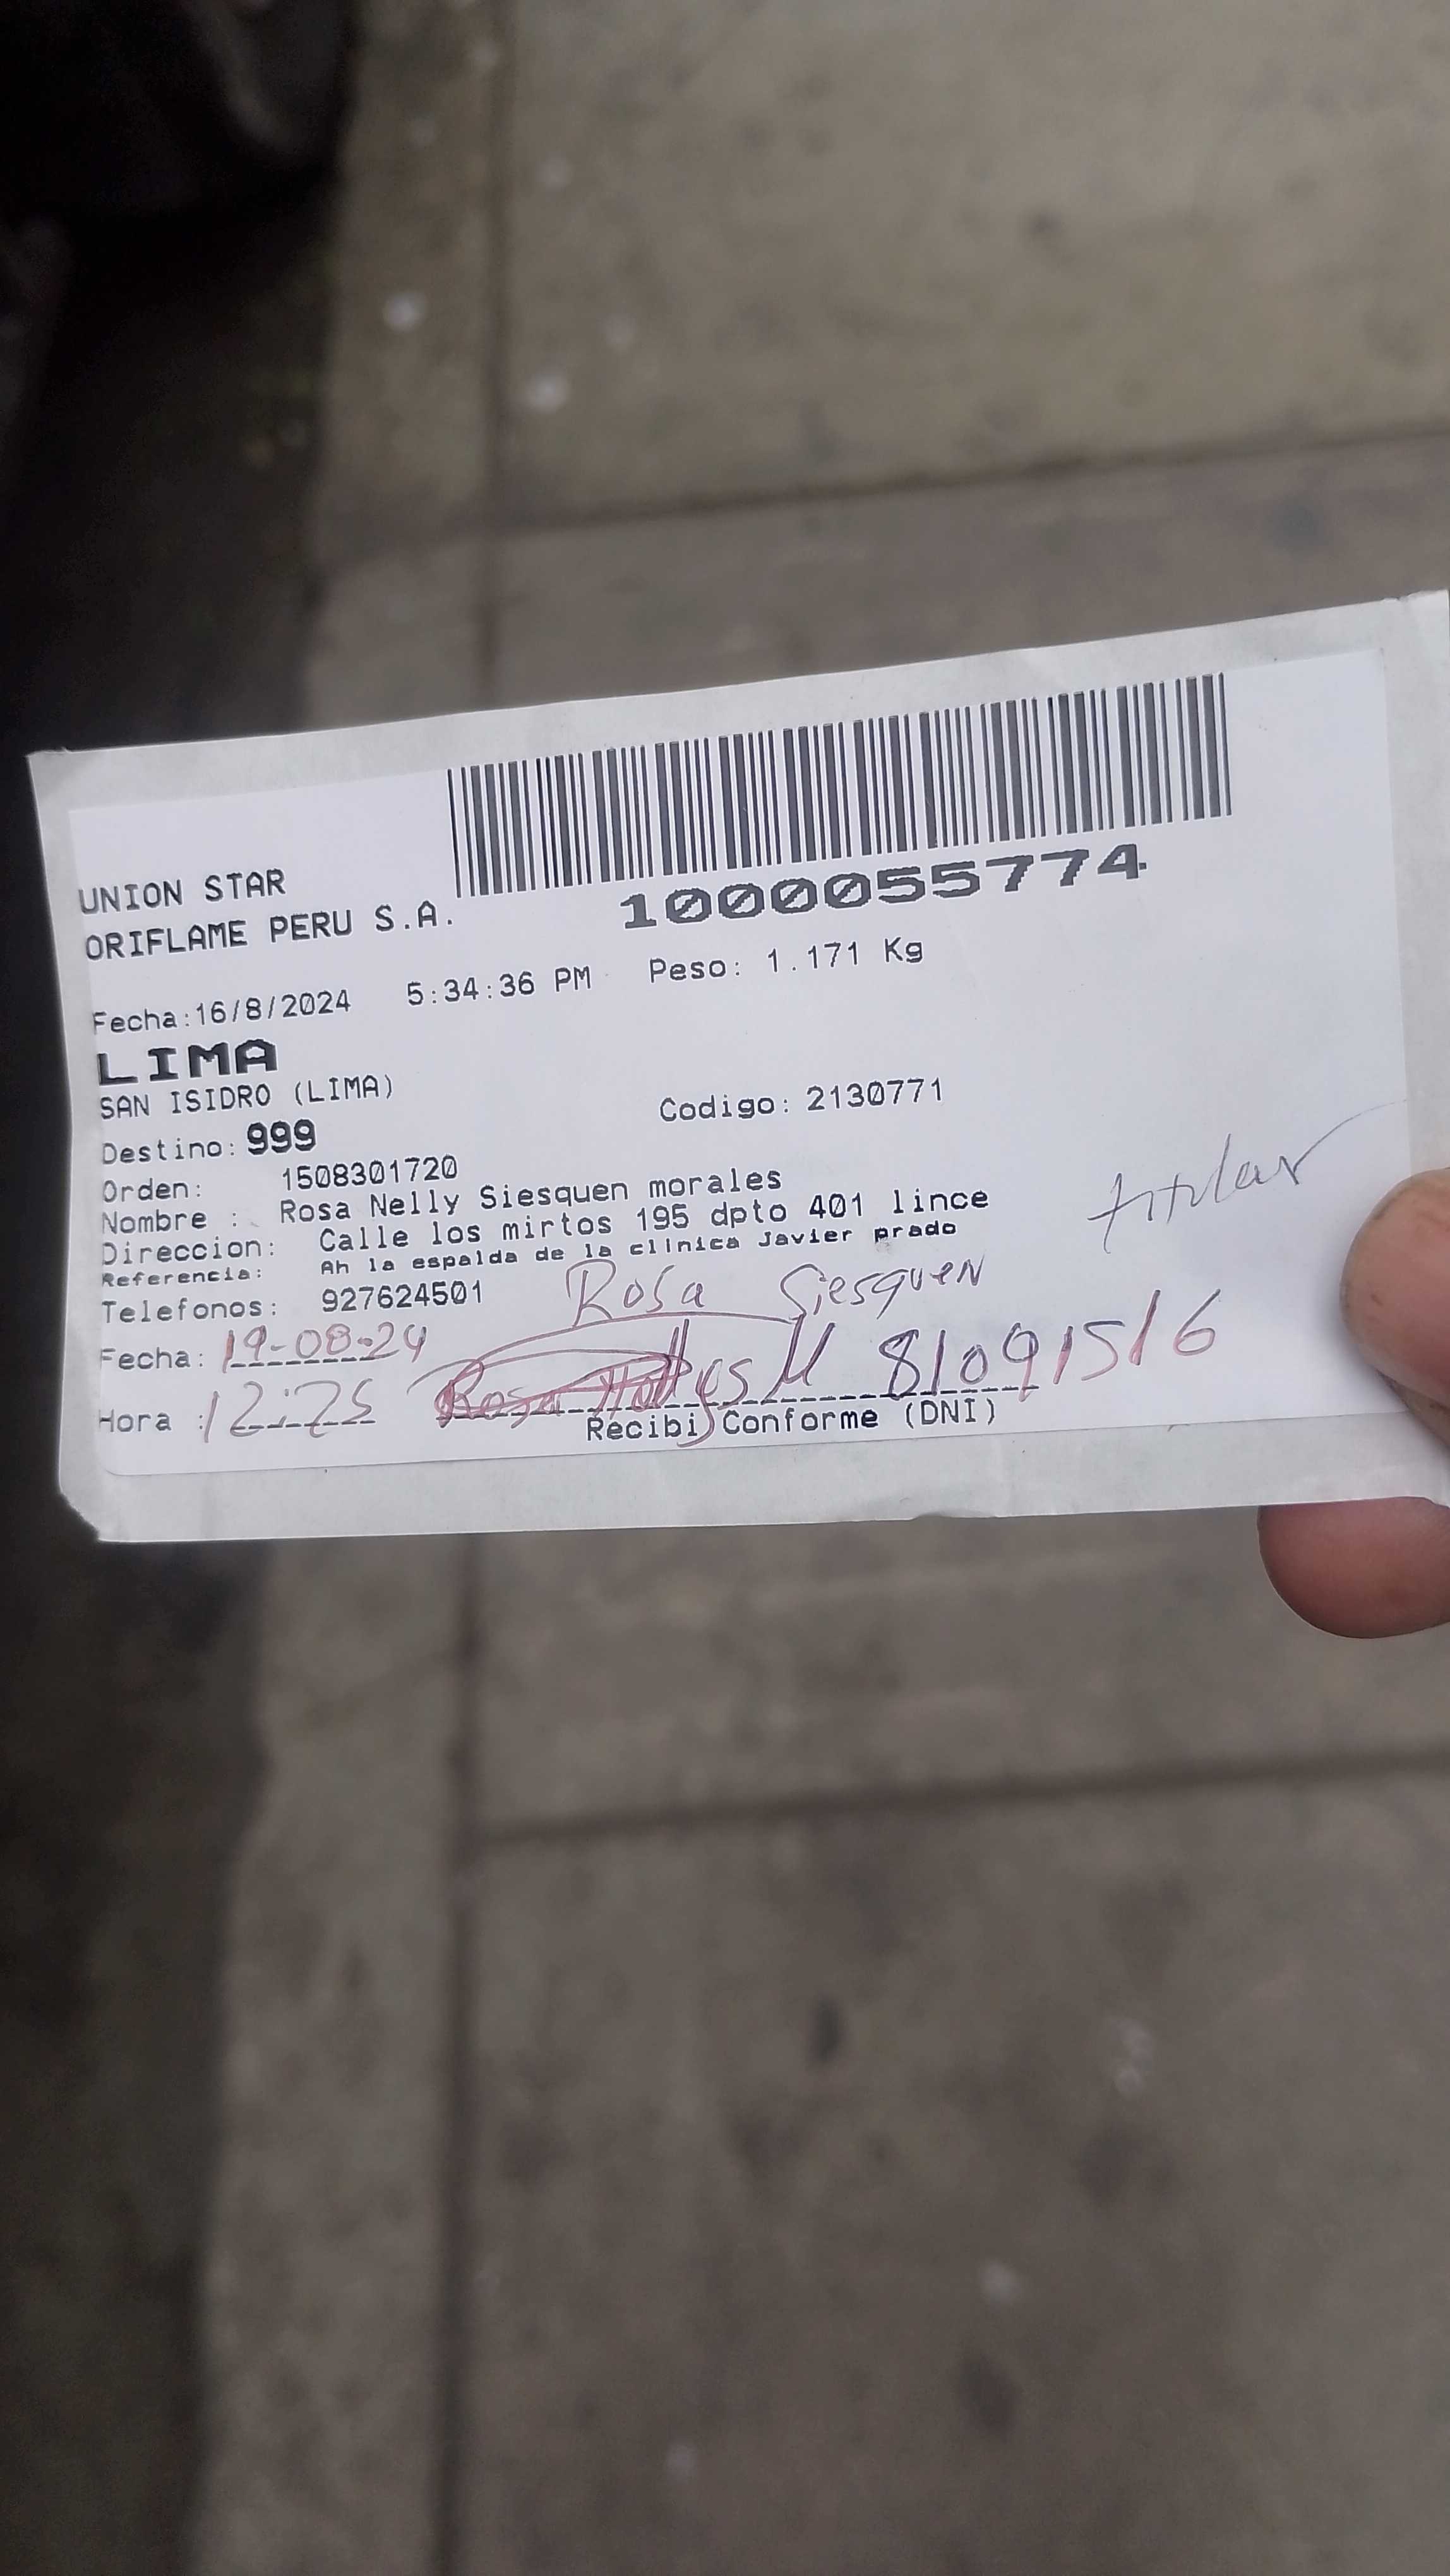 1000055774
UNION STAR
ORIFLAME PERU S.A.
Fecha:16/8/2024 5:34:36 PM Peso: 1.171 Kg
LIMA
SAN ISIDRO (LIMA)
Destino: 999 Codigo: 2130771
Orden: 1508301720
Nombre : Rosa Nelly Siesquen morales
Direccion: Calle los mirtos 195 dpto 401 lince
Referencia: Ah la espalda de la clinica Javier prado
titular
Telefonos: 927624501
Rosa Siesquen
Fecha: 19-08-24
Hora : 12:25 81091516
Recibi Conforme (DNI)